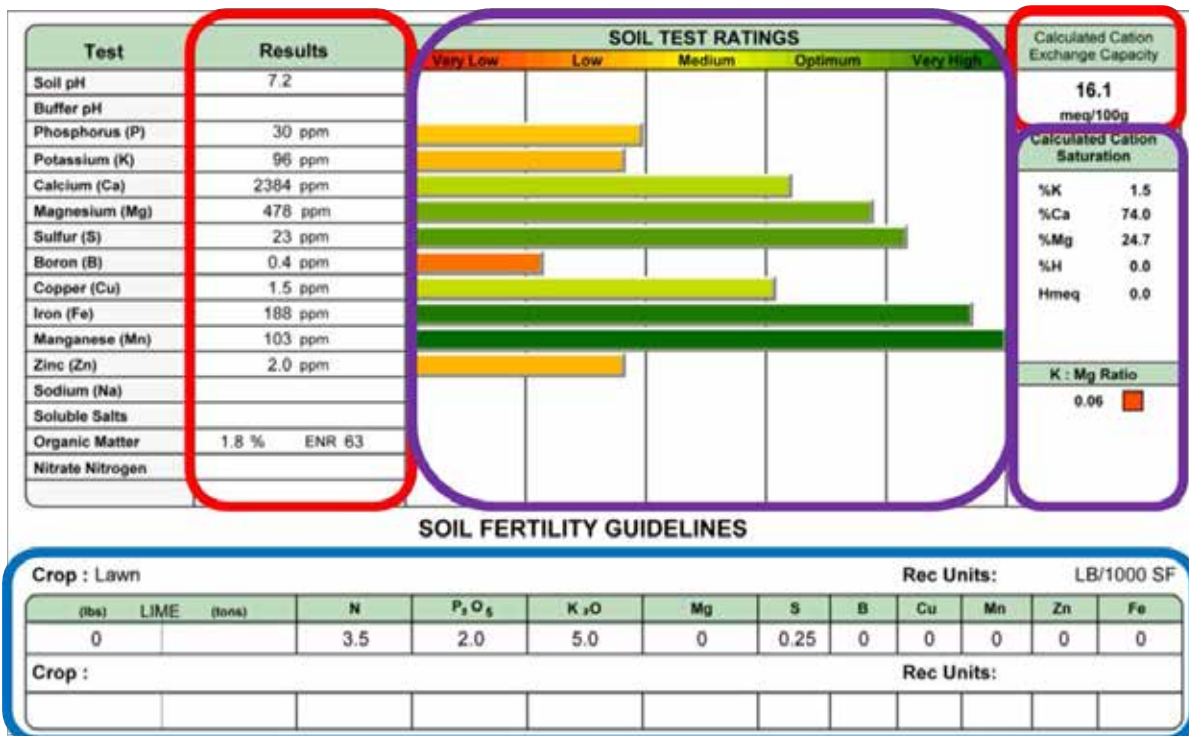 Test Results SOIL TEST RATINGS Calculated Cation Exchange Capacity
Very Low Low Medium Optimum Very High
Soil pH 7.2
16.1
meq/100g
Buffer pH
Phosphorus (P) 30 ppm
Calculated Cation Saturation
Potassium (K) 96 ppm
Calcium (Ca) 2384 ppm
%K 1.5
Magnesium (Mg) 478 ppm
%Ca 74.0
Sulfur (S) 23 ppm
%Mg 24.7
Boron (B) 0.4 ppm
%H 0.0
Copper (Cu) 1.5 ppm
Hmeq 0.0
Iron (Fe) 188 ppm
Manganese (Mn) 103 ppm
Zinc (Zn) 2.0 ppm
K : Mg Ratio
Sodium (Na)
0.06
Soluble Salts
Organic Matter 1.8 % ENR 63
Nitrate Nitrogen
SOIL FERTILITY GUIDELINES
Crop : Lawn Rec Units: LB/1000 SF
(lbs) LIME (tons) N P₂O₅ K₂O Mg S B Cu Mn Zn Fe
0 3.5 2.0 5.0 0 0.25 0 0 0 0 0
Crop : Rec Units: